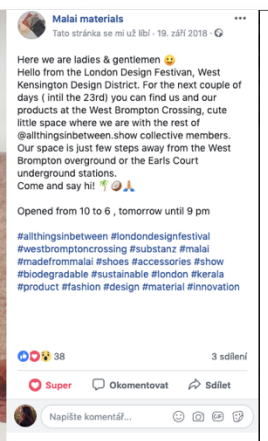 Malai materials
Tato stránka se mi už líbí · 19. září 2018 ·
Here we are ladies & gentlemen
Hello from the London Design Festivan, West
Kensington Design District. For the next couple of
days ( intil the 23rd) you can find us and our
products at the West Brompton Crossing, cute
little space where we are with the rest of
@allthingsinbetween.show collective members.
Our space is just few steps away from the West
Brompton overground or the Earls Court
underground stations.
Come and say hi! 🌴🥥🙏
Opened from 10 to 6 , tomorrow until 9 pm
#allthingsinbetween #londondesignfestival
#westbromptoncrossing #substanz #malai
#madefrommalai #shoes #accessories #show
#biodegradable #sustainable #london #kerala
#product #fashion #design #material #innovation
38
3 sdílení
Super
Okomentovat
Sdílet
Napište komentář...
GIF